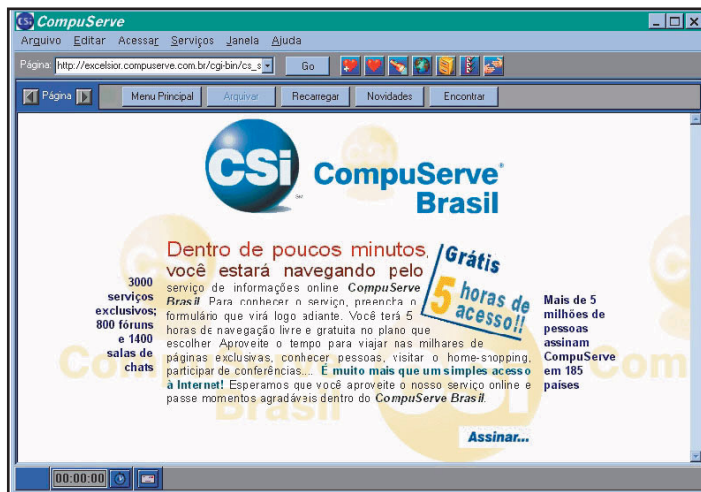 CSi CompuServe
Arquivo Editar Acessar Serviços Janela Ajuda
Página: http://excelsior.compuserve.com.br/cgi-bin/cs_s Go
Página Menu Principal Arquivar Recarregar Novidades Encontrar
CSi CompuServe
Brasil
Dentro de poucos minutos,
você estará navegando pelo
serviço de informações online CompuServe
Brasil. Para conhecer o serviço, preencha o
formulário que virá logo adiante. Você terá 5
horas de navegação livre e gratuita no plano que
escolher Aproveite o tempo para viajar nas milhares de
páginas exclusivas, conhecer pessoas, visitar o home-shopping,
participar de conferências.... É muito mais que um simples acesso
à Internet! Esperamos que você aproveite o nosso serviço online e
passe momentos agradáveis dentro do CompuServe Brasil.
Grátis
5 horas de
acesso!!
3000
serviços
exclusivos;
800 fóruns
e 1400
salas de
chats
Mais de 5
milhões de
pessoas
assinam
CompuServe
em 185
países
Assinar...
00:00:00